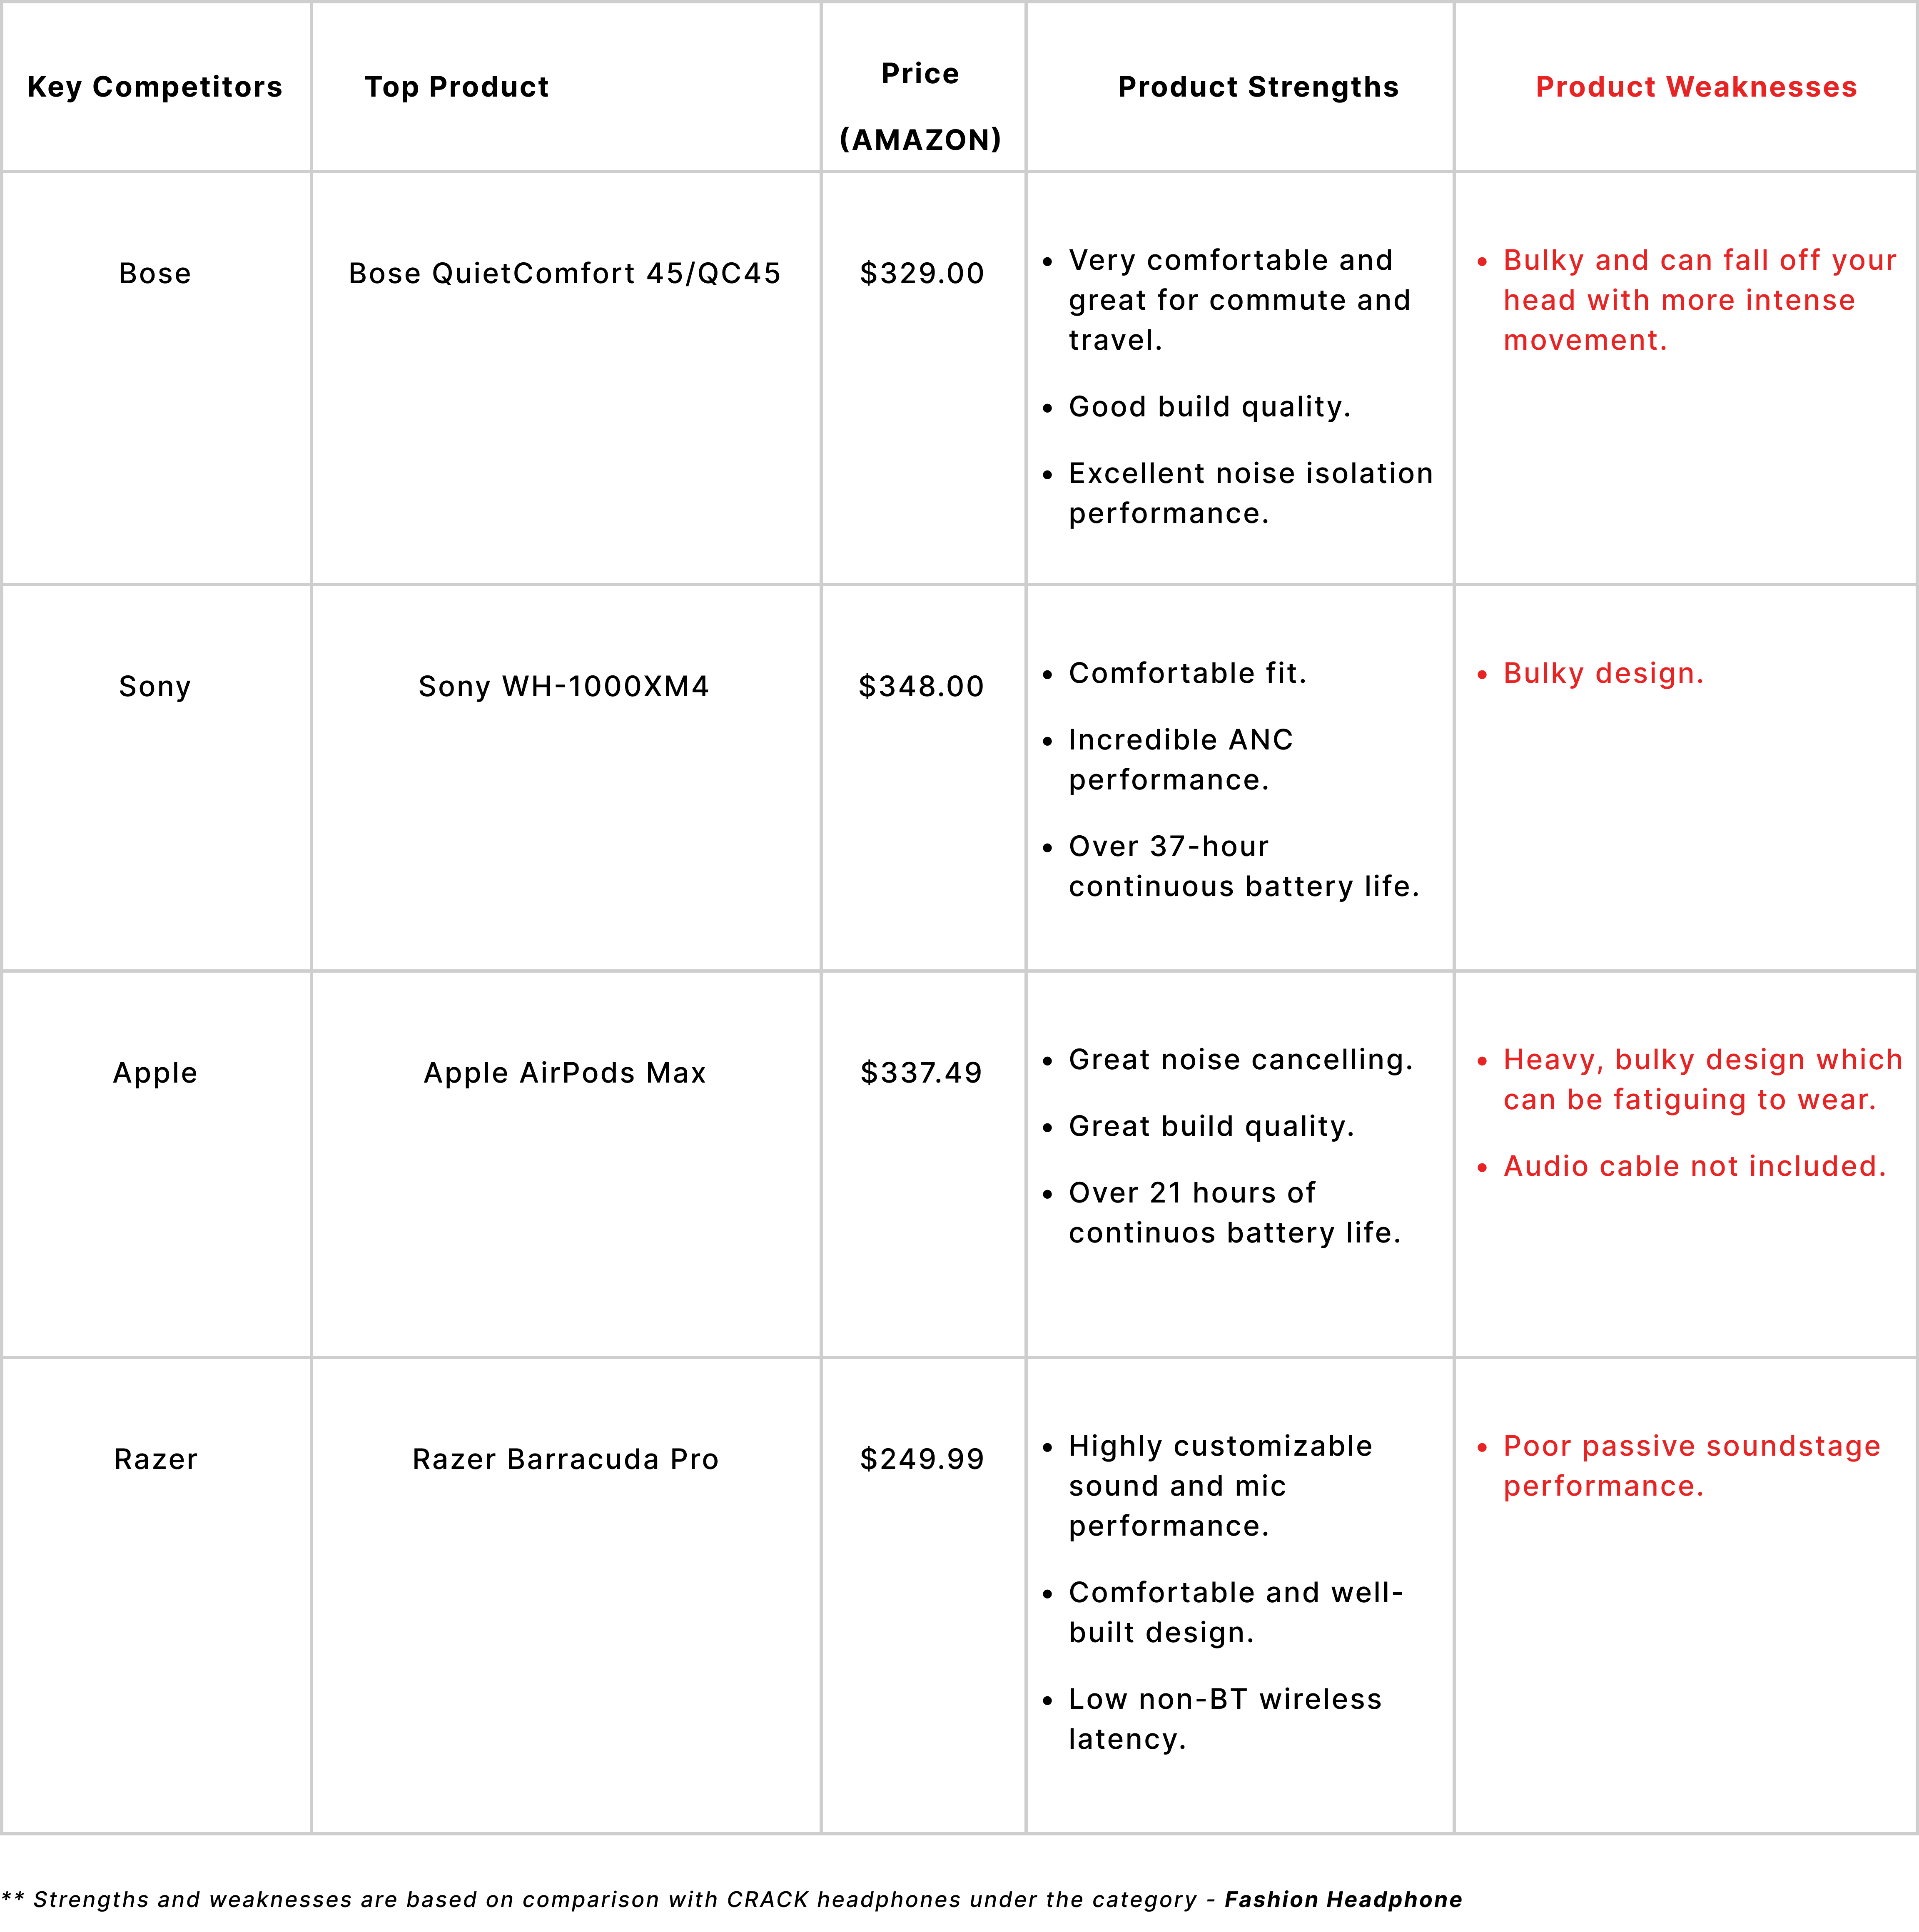 Key Competitors
Top Product
Price
(AMAZON)
Product Strengths
Product Weaknesses
Bose
Bose QuietComfort 45/QC45
$329.00
• Very comfortable and
great for commute and
travel.
• Good build quality.
• Excellent noise isolation
performance.
• Bulky and can fall off your
head with more intense
movement.
Sony
Sony WH-1000XM4
$348.00
• Comfortable fit.
• Incredible ANC
performance.
• Over 37-hour
continuous battery life.
• Bulky design.
Apple
Apple AirPods Max
$337.49
• Great noise cancelling.
• Great build quality.
• Over 21 hours of
continuos battery life.
• Heavy, bulky design which
can be fatiguing to wear.
• Audio cable not included.
Razer
Razer Barracuda Pro
$249.99
• Highly customizable
sound and mic
performance.
• Comfortable and well-
built design.
• Low non-BT wireless
latency.
• Poor passive soundstage
performance.
** Strengths and weaknesses are based on comparison with CRACK headphones under the category - Fashion Headphone